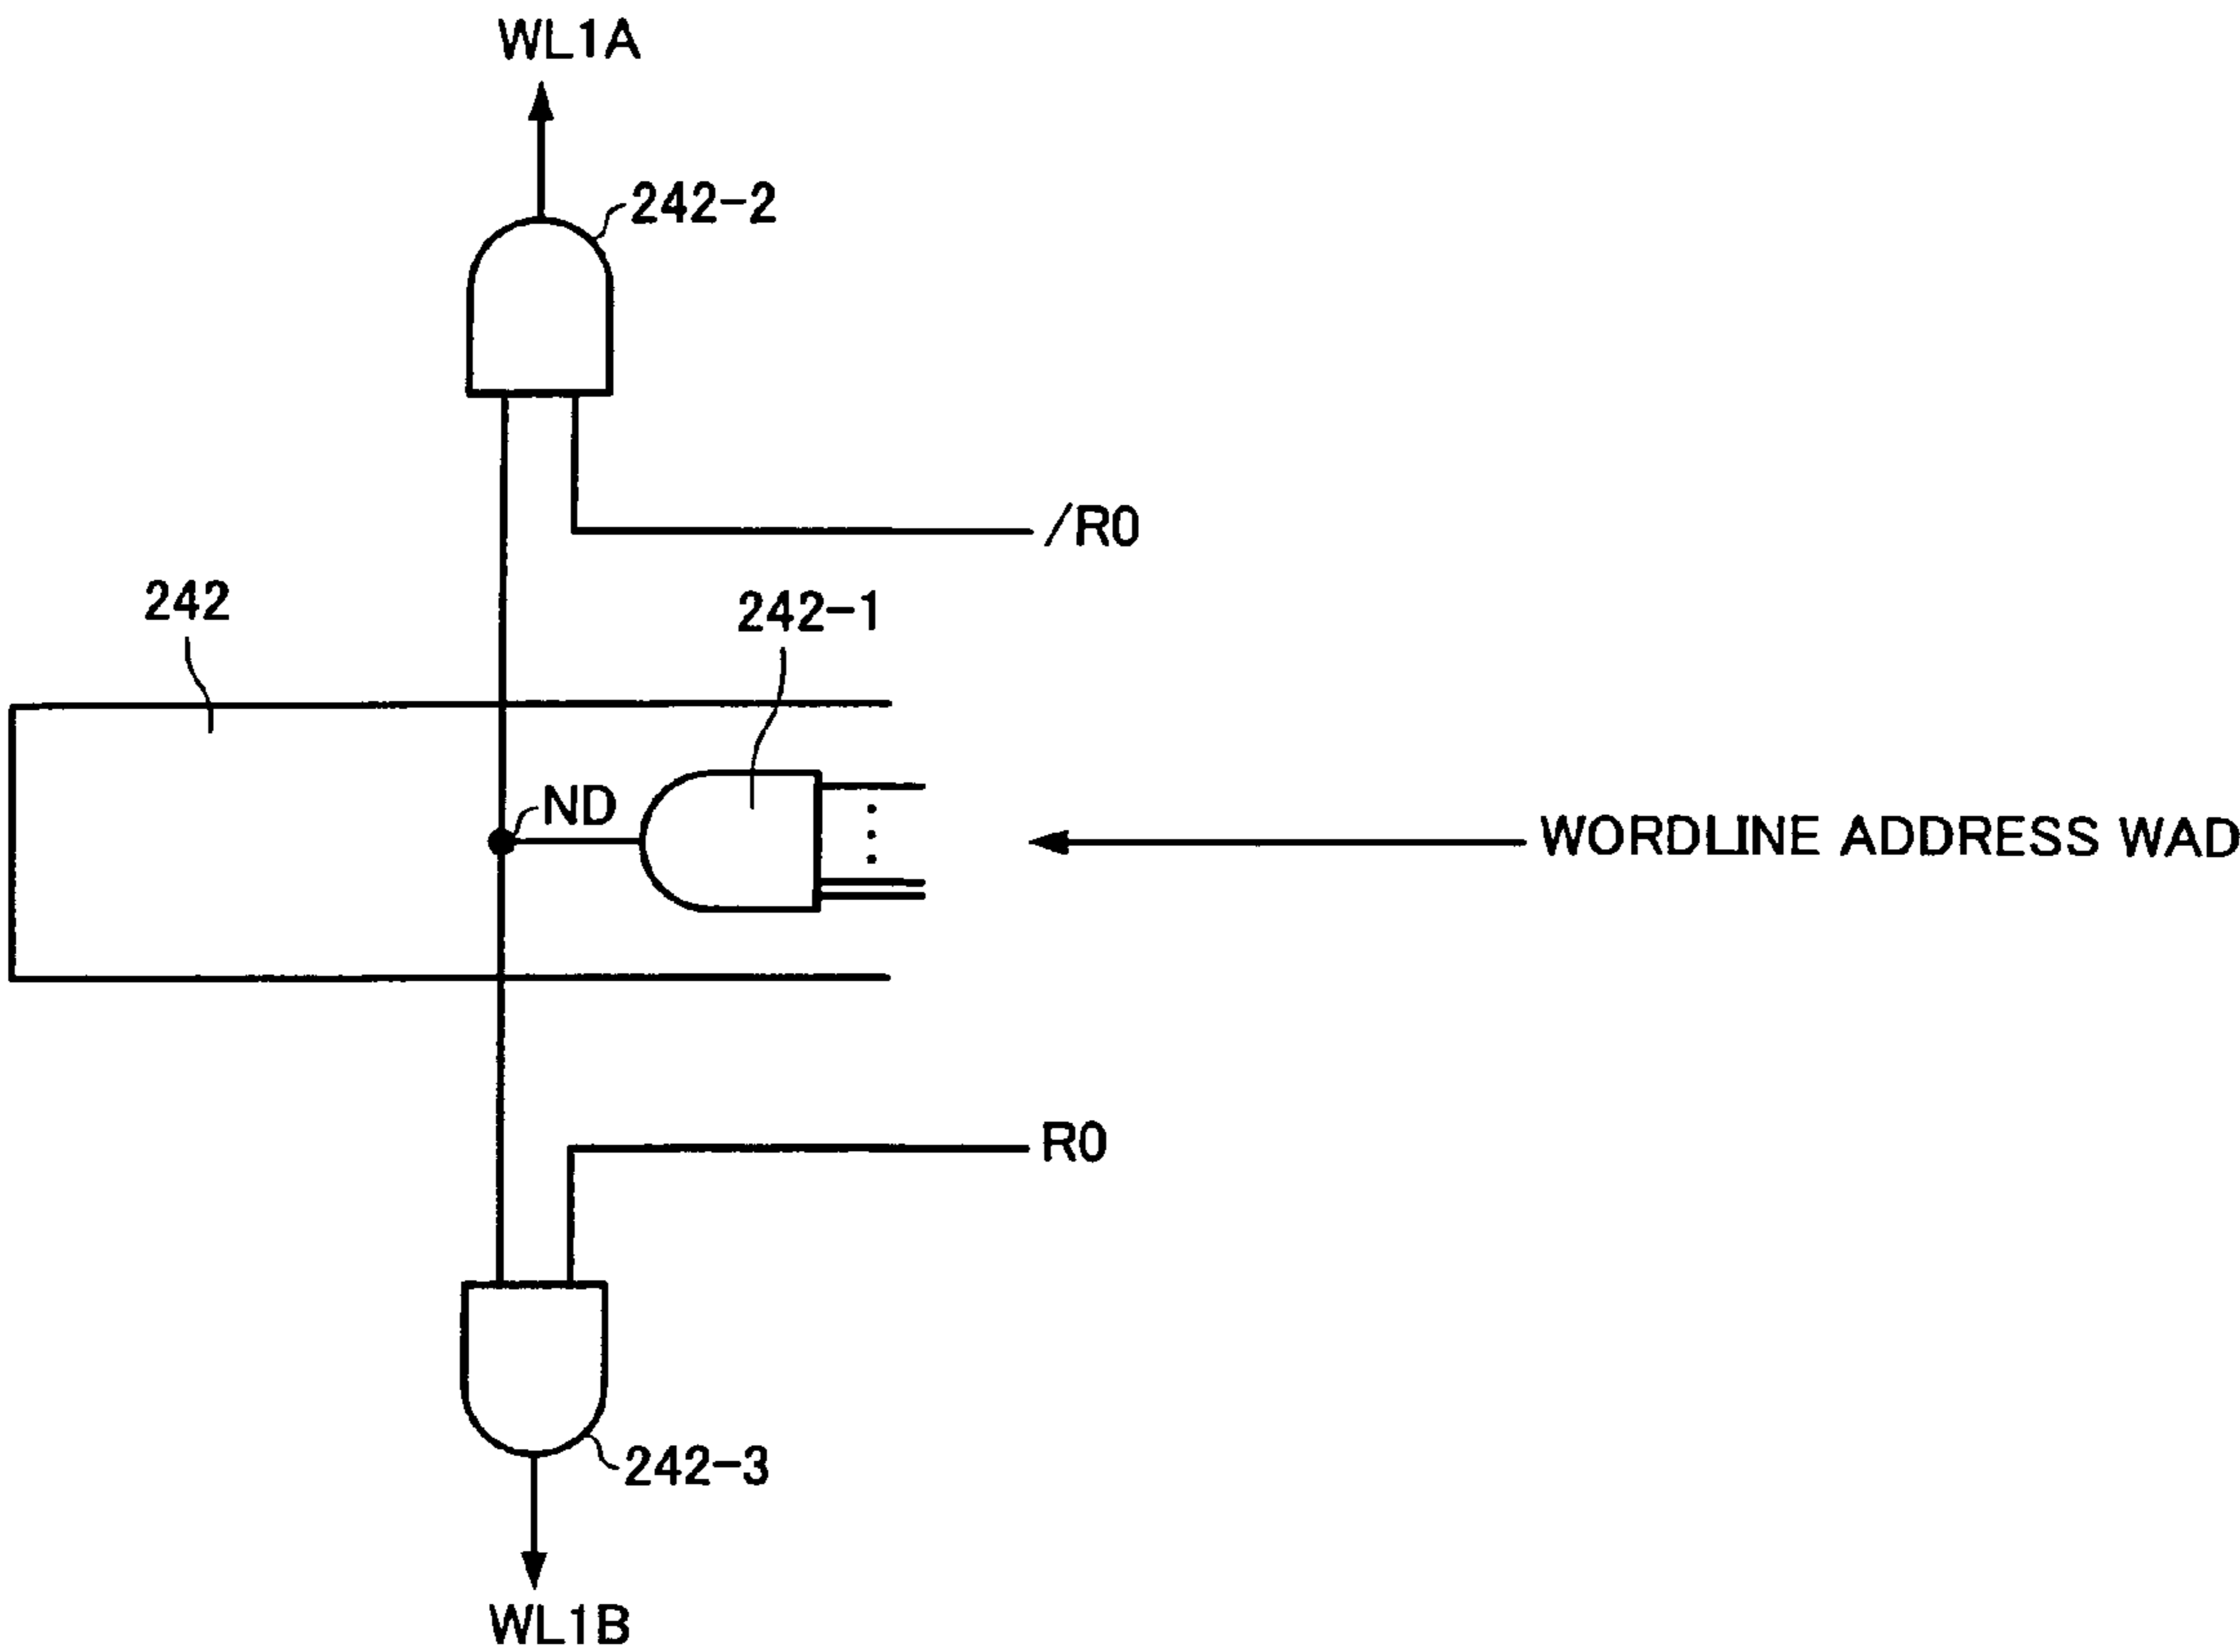 WL1A
242-2
/R0
242
242-1
ND
WORDLINE ADDRESS WAD
R0
242-3
WL1B